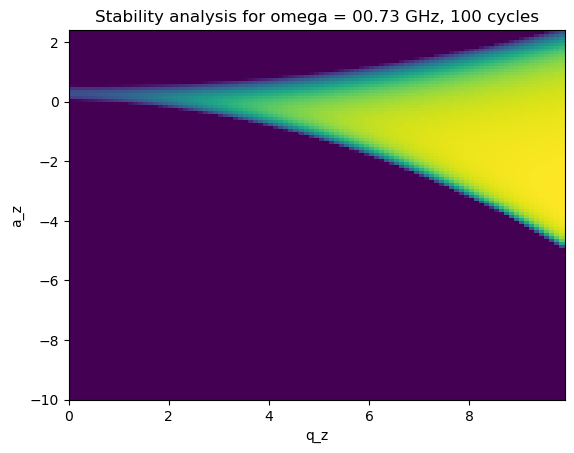 Stability analysis for omega = 00.73 GHz, 100 cycles
2
0
−2
−4
−6
−8
−10
a_z
0 2 4 6 8
q_z